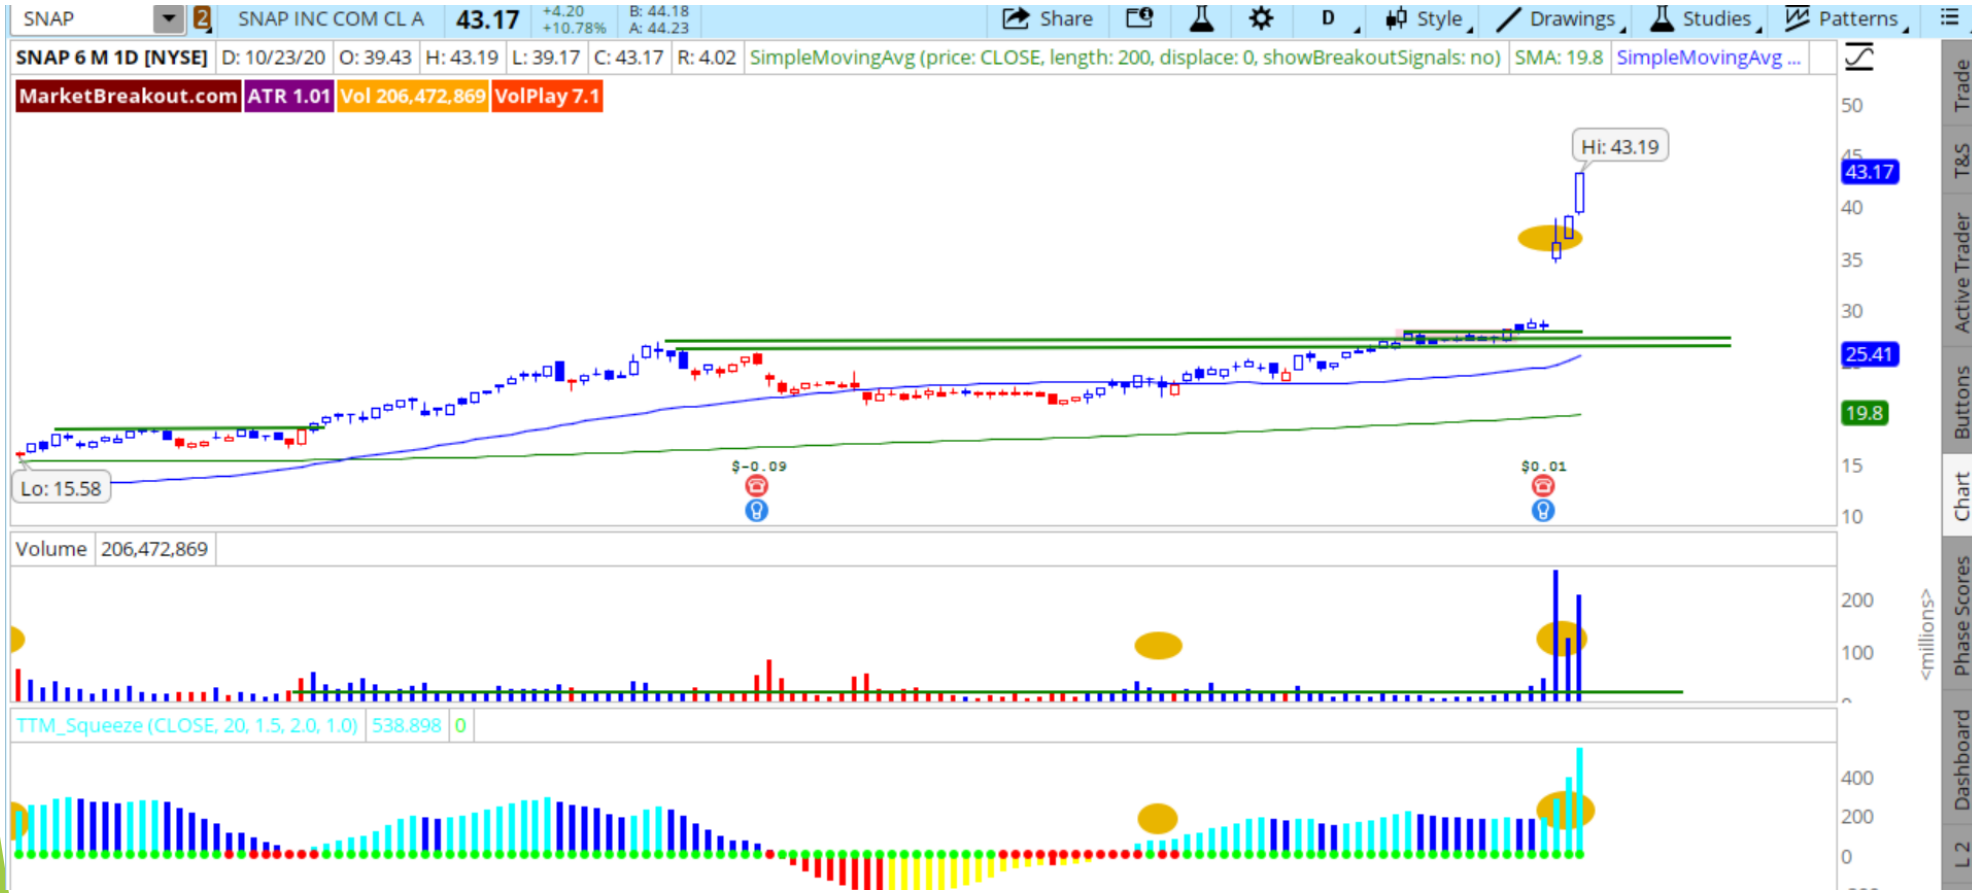 SNAP
2
SNAP INC COM CL A
43.17
+4.20
+10.78%
B: 44.18
A: 44.23
Share
D
Style
Drawings
Studies
Patterns
SNAP 6 M 1D [NYSE]
D: 10/23/20
O: 39.43
H: 43.19
L: 39.17
C: 43.17
R: 4.02
SimpleMovingAvg (price: CLOSE, length: 200, displace: 0, showBreakoutSignals: no)
SMA: 19.8
SimpleMovingAvg ...
MarketBreakout.com
ATR 1.01
Vol 206,472,869
VolPlay 7.1
50
Hi: 43.19
45
43.17
40
35
30
25.41
19.8
15
10
Lo: 15.58
$-0.09
$0.01
Volume
206,472,869
200
100
0
<millions>
TTM_Squeeze (CLOSE, 20, 1.5, 2.0, 1.0)
538.898
0
400
200
0
Trade
T&S
Active Trader
Buttons
Chart
Phase Scores
Dashboard
L2